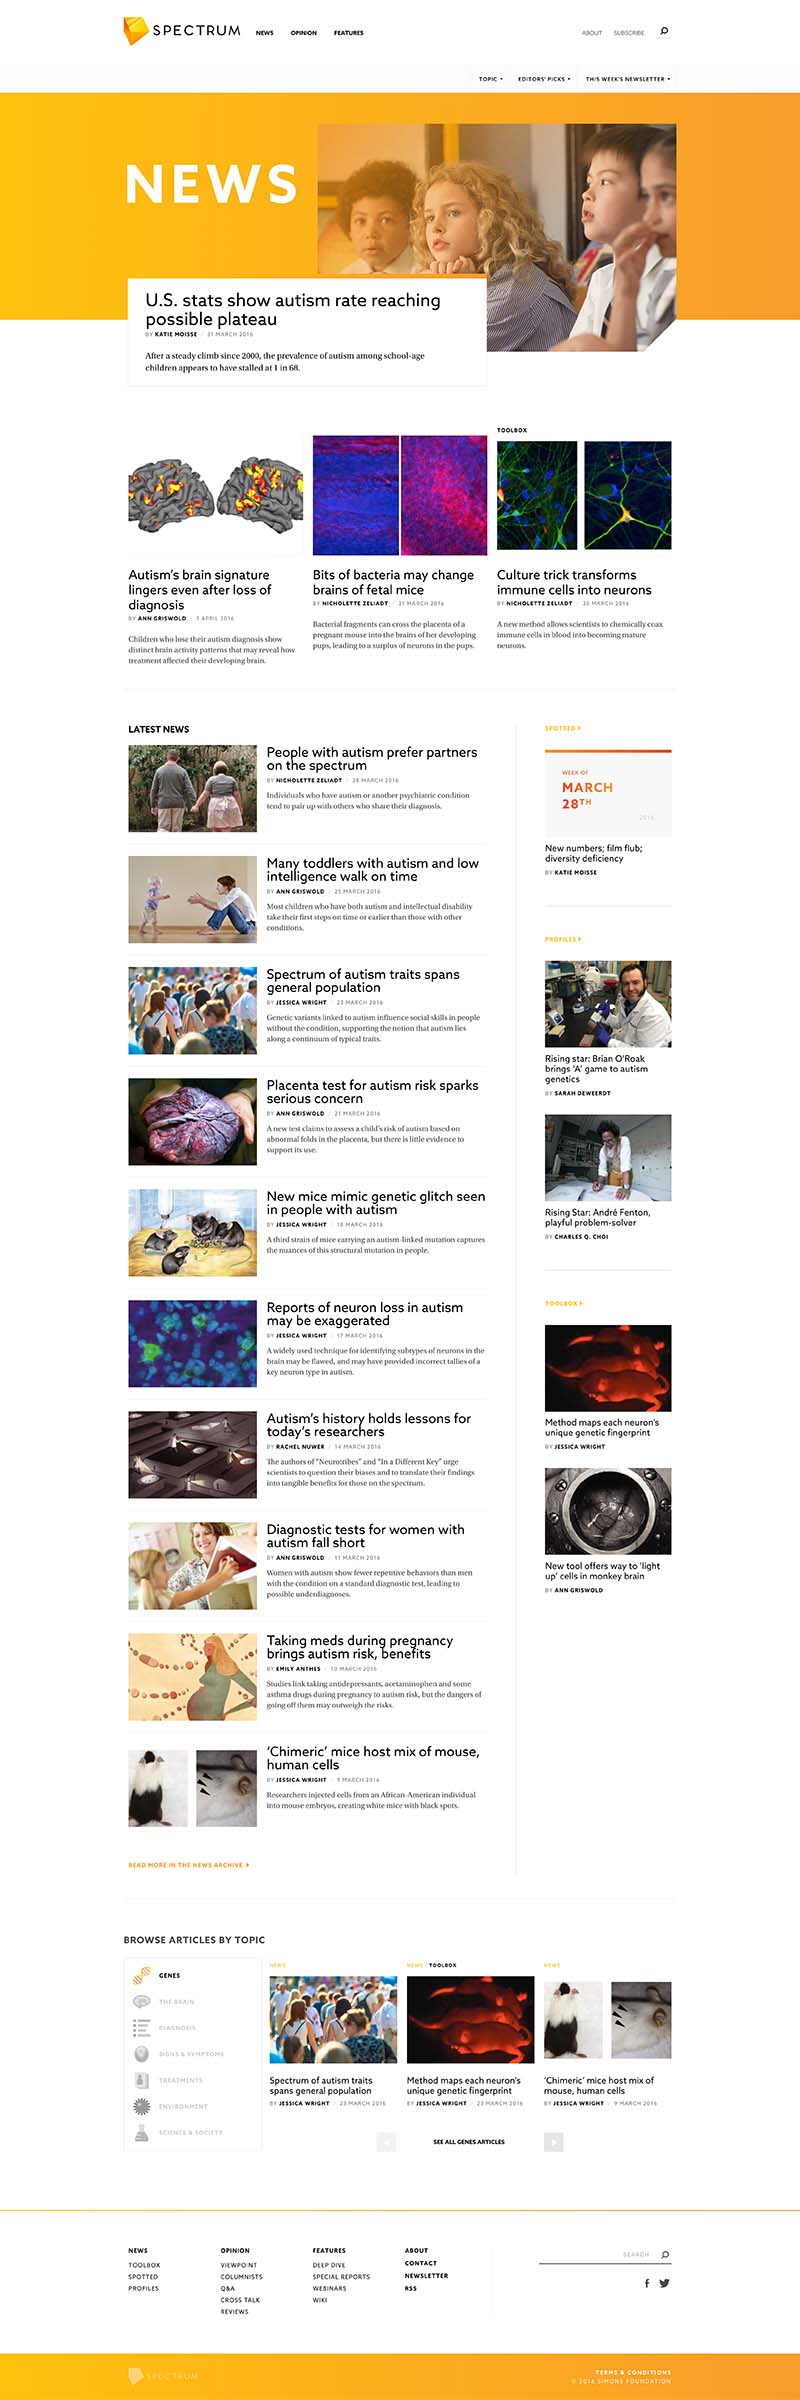 SPECTRUM
NEWS
OPINION
FEATURES
ABOUT
SUBSCRIBE
TOPIC
EDITORS' PICKS
THIS WEEK'S NEWSLETTER
NEWS
U.S. stats show autism rate reaching
possible plateau
BY KATIE MOISSE / 31 MARCH 2016
After a steady climb since 2000, the prevalence of autism among school-age
children appears to have stalled at 1 in 68.
Autism's brain signature
lingers even after loss of
diagnosis
BY ANN GRISWOLD / 1 APRIL 2016
Children who lose their autism diagnosis show
distinct brain activity patterns that may reveal how
treatment affected their developing brain.
Bits of bacteria may change
brains of fetal mice
BY NICHOLETTE ZELIADT / 31 MARCH 2016
Bacterial fragments can cross the placenta of a
pregnant mouse into the brains of her developing
pups, leading to a surplus of neurons in the pups.
TOOLBOX
Culture trick transforms
immune cells into neurons
BY NICHOLETTE ZELIADT / 30 MARCH 2016
A new method allows scientists to chemically coax
immune cells in blood into becoming mature
neurons.
LATEST NEWS
People with autism prefer partners
on the spectrum
BY NICHOLETTE ZELIADT / 28 MARCH 2016
Individuals who have autism or another psychiatric condition
tend to pair up with others who share their diagnosis.
Many toddlers with autism and low
intelligence walk on time
BY ANN GRISWOLD / 25 MARCH 2016
Most children who have both autism and intellectual disability
take their first steps on time or earlier than those with other
conditions.
Spectrum of autism traits spans
general population
BY JESSICA WRIGHT / 23 MARCH 2016
Genetic variants linked to autism influence social skills in people
without the condition, supporting the notion that autism lies
along a continuum of typical traits.
Placenta test for autism risk sparks
serious concern
BY ANN GRISWOLD / 21 MARCH 2016
A new test claims to assess a child's risk of autism based on
abnormal folds in the placenta, but there is little evidence to
support its use.
New mice mimic genetic glitch seen
in people with autism
BY JESSICA WRIGHT / 18 MARCH 2016
A third strain of mice carrying an autism-linked mutation captures
the nuances of this structural mutation in people.
Reports of neuron loss in autism
may be exaggerated
BY JESSICA WRIGHT / 17 MARCH 2016
A widely used technique for identifying subtypes of neurons in the
brain may be flawed, and may have provided incorrect tallies of a
key neuron type in autism.
Autism's history holds lessons for
today's researchers
BY RACHEL NUWER / 14 MARCH 2016
The authors of "Neurotribes" and "In a Different Key" urge
scientists to question their biases and to translate their findings
into tangible benefits for those on the spectrum.
Diagnostic tests for women with
autism fall short
BY ANN GRISWOLD / 11 MARCH 2016
Women with autism show fewer repetitive behaviors than men
with the condition on a standard diagnostic test, leading to
possible underdiagnoses.
Taking meds during pregnancy
brings autism risk, benefits
BY EMILY ANTHES / 10 MARCH 2016
Studies link taking antidepressants, acetaminophen and some
asthma drugs during pregnancy to autism risk, but the dangers of
going off them may outweigh the risks.
'Chimeric' mice host mix of mouse,
human cells
BY JESSICA WRIGHT / 9 MARCH 2016
Researchers injected cells from an African-American individual
into mouse embryos, creating white mice with black spots.
READ MORE IN THE NEWS ARCHIVE
SPOTTED
WEEK OF
MARCH
28TH
2016
New numbers; film flub;
diversity deficiency
BY KATIE MOISSE
PROFILES
Rising star: Brian O'Roak
brings 'A' game to autism
genetics
BY SARAH DEWEERDT
Rising Star: André Fenton,
playful problem-solver
BY CHARLES Q. CHOI
TOOLBOX
Method maps each neuron's
unique genetic fingerprint
BY JESSICA WRIGHT
New tool offers way to 'light
up' cells in monkey brain
BY ANN GRISWOLD
BROWSE ARTICLES BY TOPIC
GENES
THE BRAIN
DIAGNOSIS
SIGNS & SYMPTOMS
TREATMENTS
ENVIRONMENT
SCIENCE & SOCIETY
NEWS
Spectrum of autism traits
spans general population
BY JESSICA WRIGHT / 23 MARCH 2016
NEWS / TOOLBOX
Method maps each neuron's
unique genetic fingerprint
BY JESSICA WRIGHT / 23 MARCH 2016
NEWS
'Chimeric' mice host mix of
mouse, human cells
BY JESSICA WRIGHT / 9 MARCH 2016
SEE ALL GENES ARTICLES
NEWS
TOOLBOX
SPOTTED
PROFILES
OPINION
VIEWPOINT
COLUMNISTS
Q&A
CROSS TALK
REVIEWS
FEATURES
DEEP DIVE
SPECIAL REPORTS
WEBINARS
WIKI
ABOUT
CONTACT
NEWSLETTER
RSS
SEARCH
SPECTRUM
TERMS & CONDITIONS
© 2016 SIMONS FOUNDATION